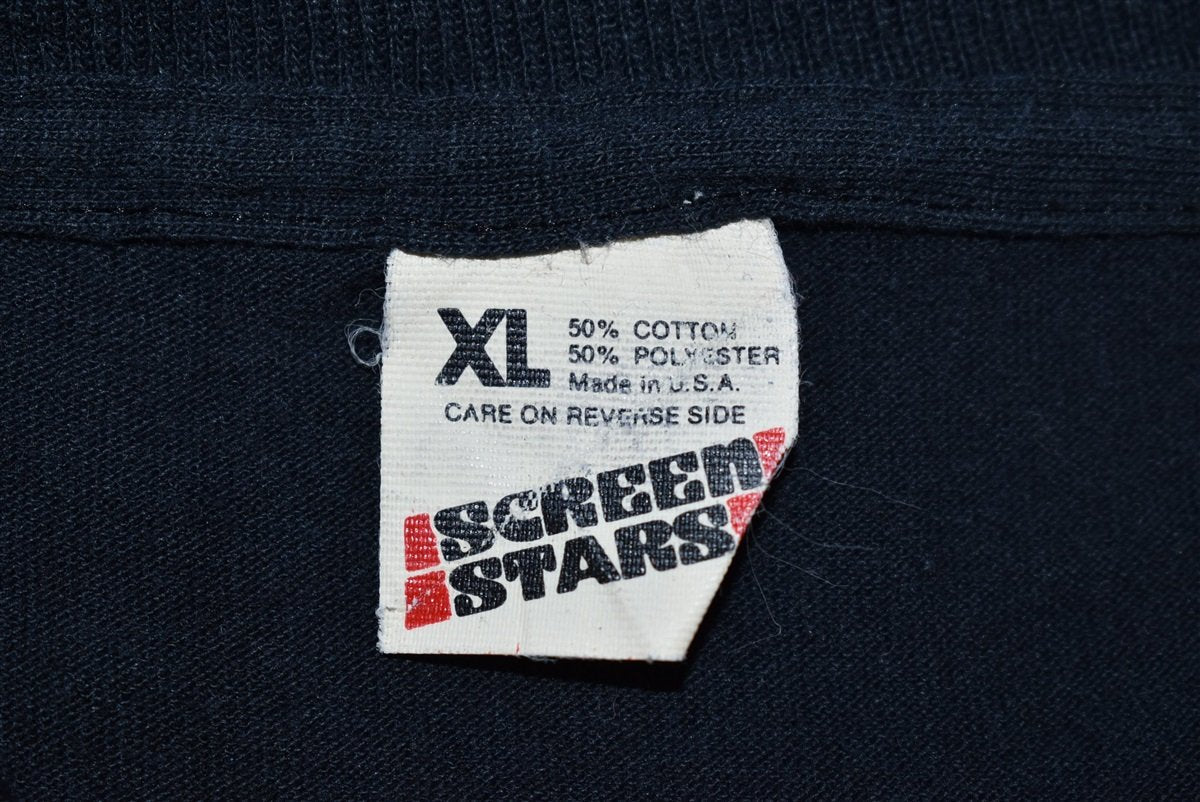 XL
50% COTTON
50% POLYESTER
Made in U.S.A.
CARE ON REVERSE SIDE
SCREEN
STARS